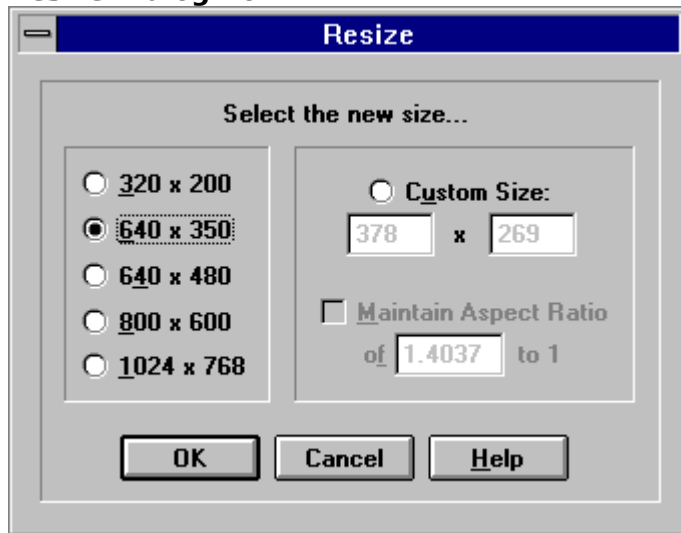 Resize
Select the new size...
320 x 200
640 x 350
640 x 480
800 x 600
1024 x 768
Custom Size:
378 x 269
Maintain Aspect Ratio
of 1.4037 to 1
OK Cancel Help